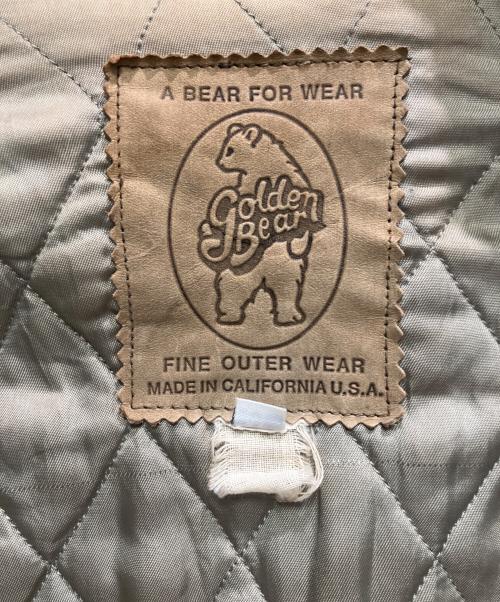 A BEAR FOR WEAR
Golden
Bear
FINE OUTER WEAR
MADE IN CALIFORNIA U.S.A.